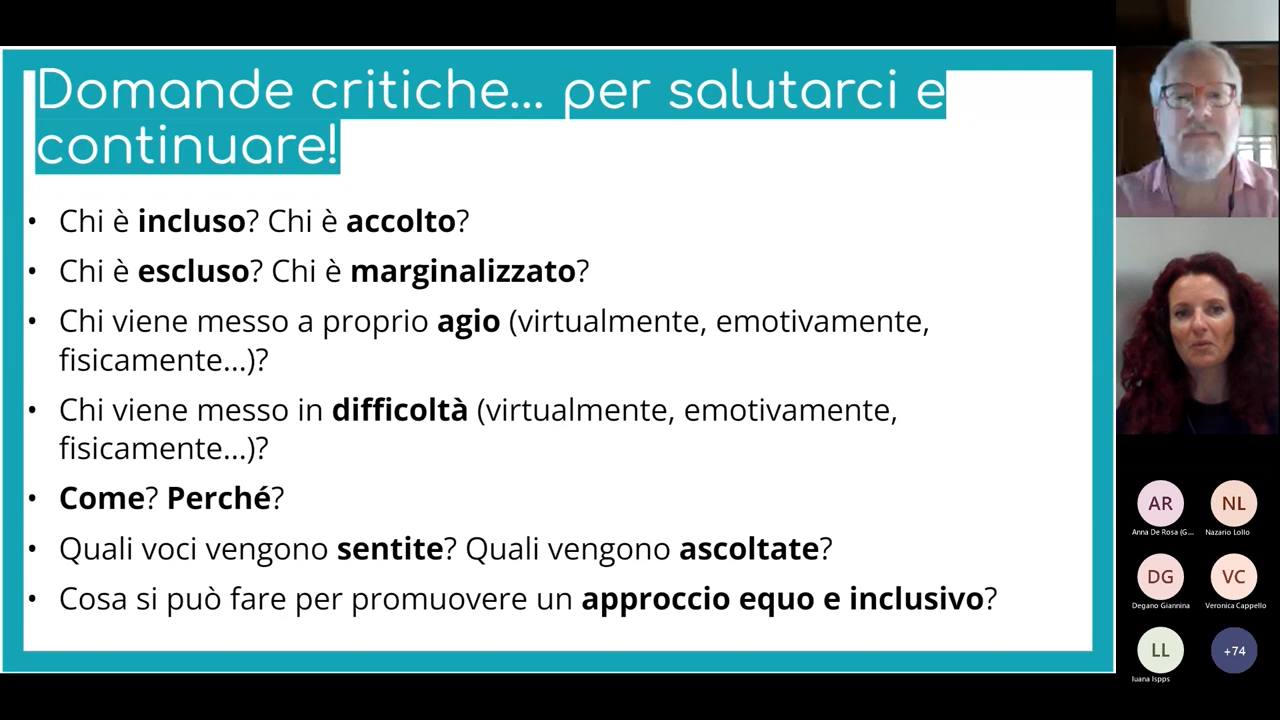 Domande critiche... per salutarci e
continuare!
• Chi è incluso? Chi è accolto?
• Chi è escluso? Chi è marginalizzato?
• Chi viene messo a proprio agio (virtualmente, emotivamente,
fisicamente...)?
• Chi viene messo in difficoltà (virtualmente, emotivamente,
fisicamente...)?
• Come? Perché?
• Quali voci vengono sentite? Quali vengono ascoltate?
• Cosa si può fare per promuovere un approccio equo e inclusivo?
AR
Anna De Rosa (G...
NL
Nazario Lollo
DG
Degano Giannina
VC
Veronica Cappello
LL
Iuana Ispps
+74